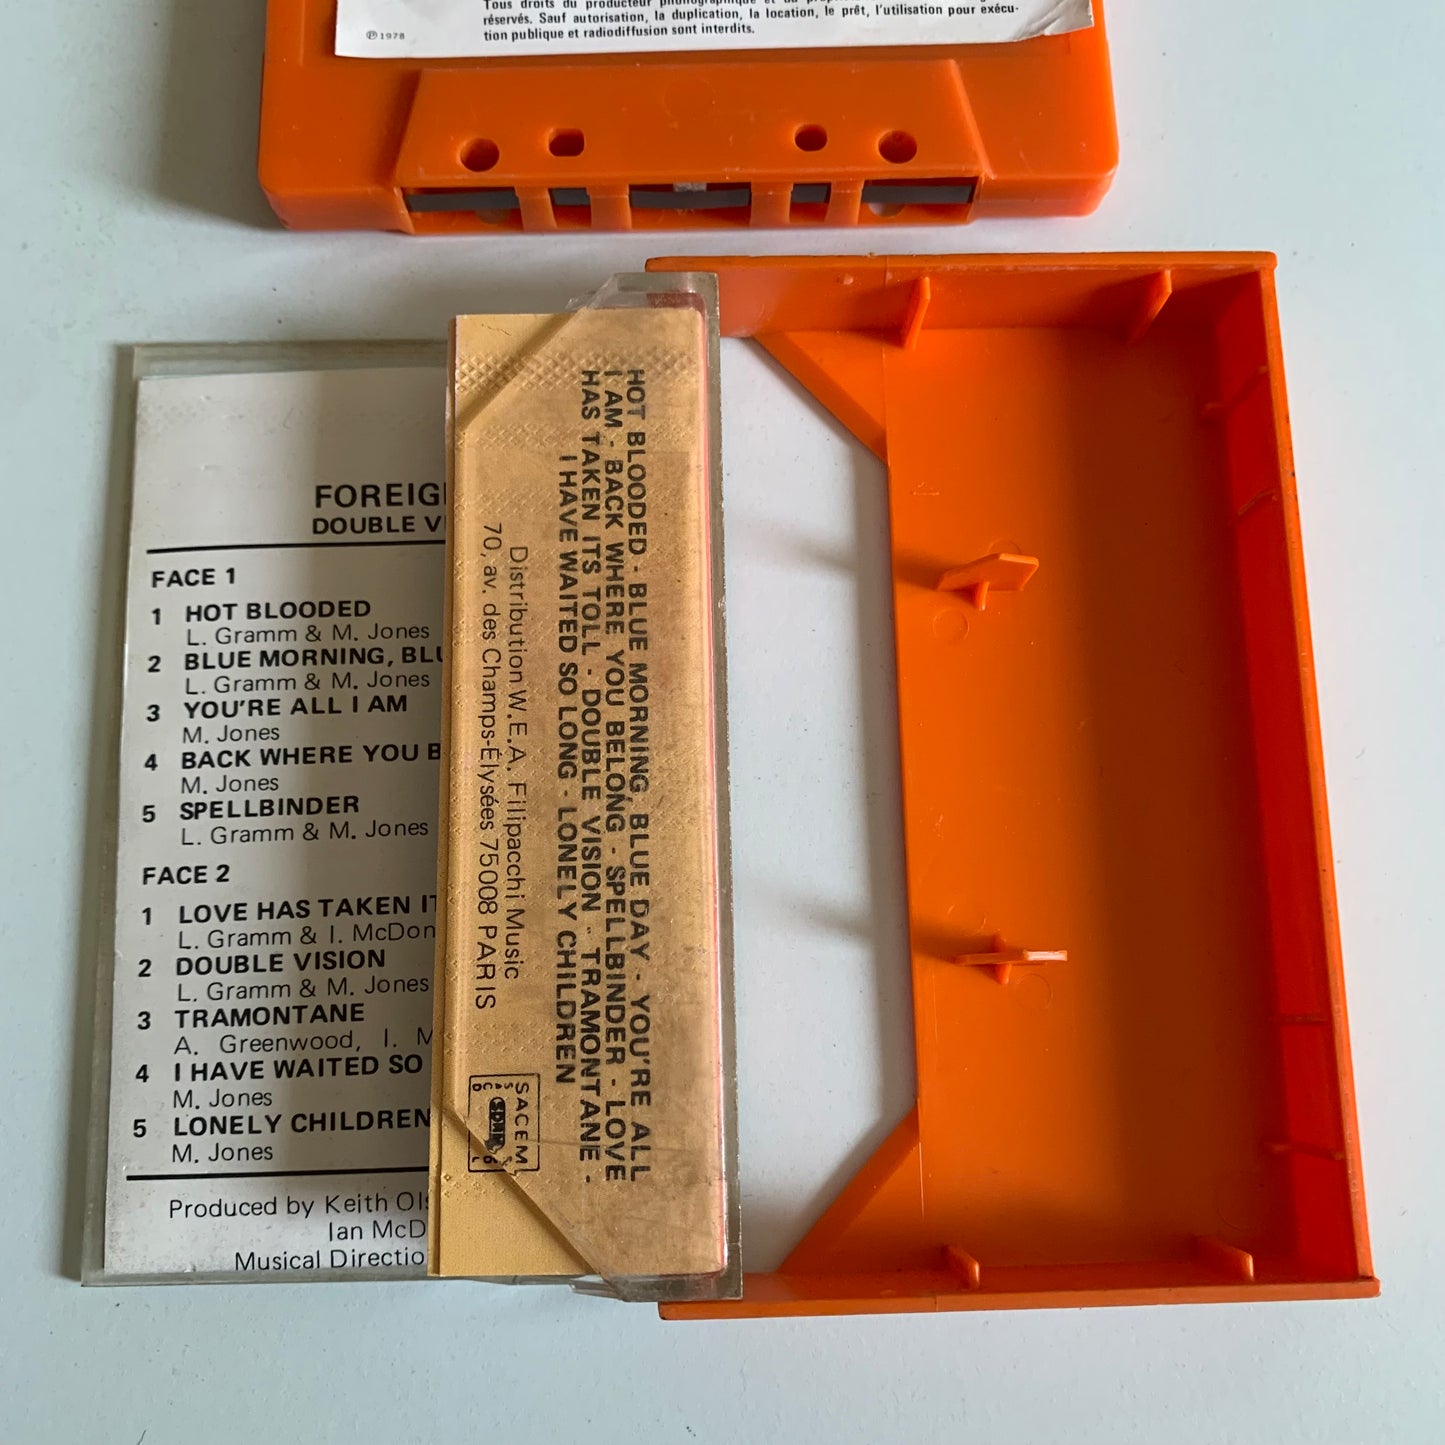 Tous droits du producteur phonographique et du
réservés. Sauf autorisation, la duplication, la location, le prêt, l'utilisation pour exécu-
tion publique et radiodiffusion sont interdits.
℗ 1978
FOREIG
DOUBLE V
FACE 1
1 HOT BLOODED
L. Gramm & M. Jones
2 BLUE MORNING, BLU
L. Gramm & M. Jones
3 YOU'RE ALL I AM
M. Jones
4 BACK WHERE YOU B
M. Jones
5 SPELLBINDER
L. Gramm & M. Jones
FACE 2
1 LOVE HAS TAKEN IT
L. Gramm & I. McDon
2 DOUBLE VISION
L. Gramm & M. Jones
3 TRAMONTANE
A. Greenwood, I. M
4 I HAVE WAITED SO
M. Jones
5 LONELY CHILDREN
M. Jones
Produced by Keith Ols
Ian McD
Musical Directio
HOT BLOODED - BLUE MORNING, BLUE DAY - YOU'RE ALL
I AM - BACK WHERE YOU BELONG - SPELLBINDER - LOVE
HAS TAKEN ITS TOLL - DOUBLE VISION - TRAMONTANE -
I HAVE WAITED SO LONG - LONELY CHILDREN
Distribution W.E.A. Filipacchi Music
70, av. des Champs-Élysées 75008 PARIS
SACEM